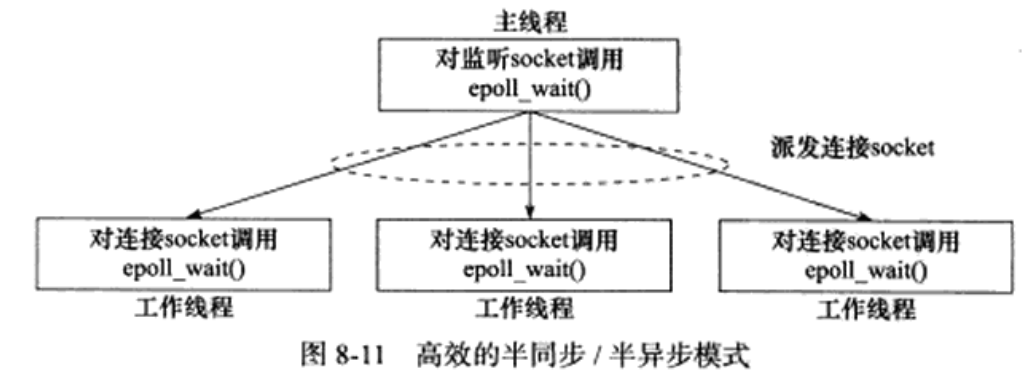 主线程
对监听socket调用
epoll_wait()
派发连接socket
对连接socket调用
epoll_wait()
工作线程
对连接socket调用
epoll_wait()
工作线程
对连接socket调用
epoll_wait()
工作线程
图 8-11 高效的半同步 / 半异步模式